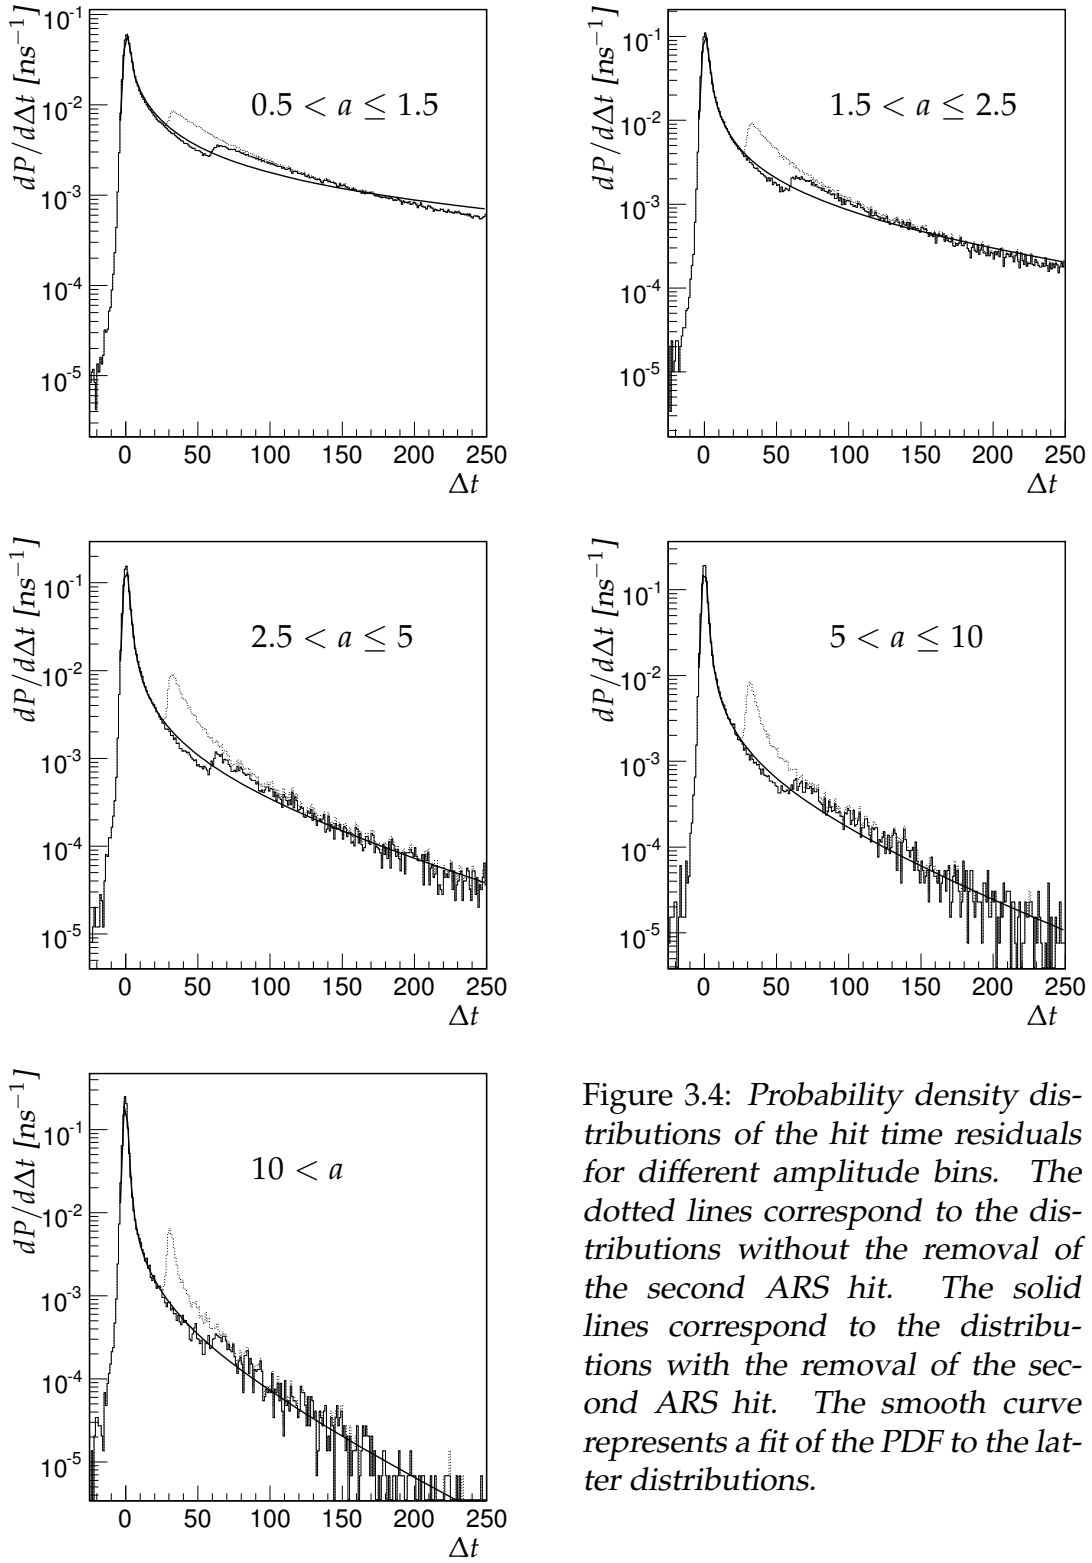 dP/dΔt [ns⁻¹]
10⁻¹
10⁻²
10⁻³
10⁻⁴
10⁻⁵
0.5 < a ≤ 1.5
0 50 100 150 200 250
Δt
dP/dΔt [ns⁻¹]
10⁻¹
10⁻²
10⁻³
10⁻⁴
10⁻⁵
1.5 < a ≤ 2.5
0 50 100 150 200 250
Δt
dP/dΔt [ns⁻¹]
10⁻¹
10⁻²
10⁻³
10⁻⁴
10⁻⁵
2.5 < a ≤ 5
0 50 100 150 200 250
Δt
dP/dΔt [ns⁻¹]
10⁻¹
10⁻²
10⁻³
10⁻⁴
10⁻⁵
5 < a ≤ 10
0 50 100 150 200 250
Δt
dP/dΔt [ns⁻¹]
10⁻¹
10⁻²
10⁻³
10⁻⁴
10⁻⁵
10 < a
0 50 100 150 200 250
Δt
Figure 3.4: Probability density dis-
tributions of the hit time residuals
for different amplitude bins. The
dotted lines correspond to the dis-
tributions without the removal of
the second ARS hit. The solid
lines correspond to the distribu-
tions with the removal of the sec-
ond ARS hit. The smooth curve
represents a fit of the PDF to the lat-
ter distributions.